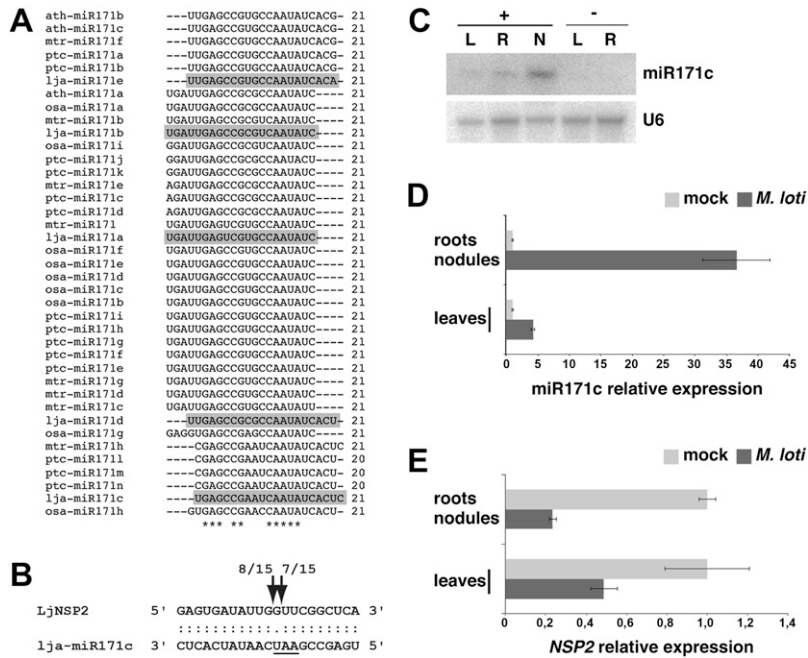 A
ath-miR171b ---UUGAGCCGUGCCAAUAUCACG- 21
ath-miR171c ---UUGAGCCGUGCCAAUAUCACG- 21
mtr-miR171f ---UUGAGCCGUGCCAAUAUCACG- 21
ptc-miR171a ---UUGAGCCGUGCCAAUAUCACG- 21
ptc-miR171b ---UUGAGCCGUGCCAAUAUCACG- 21
lja-miR171e ---UUGAGCCGUGCCAAUAUCACA- 21
ath-miR171a UGAUUGAGCCGCGCCAAUAUC---- 21
osa-miR171a UGAUUGAGCCGCGCCAAUAUC---- 21
mtr-miR171b UGAUUGAGCCGCGUCAAUAUC---- 21
lja-miR171b UGAUUGAGCCGCGUCAAUAUC---- 21
osa-miR171i GGAUUGAGCCGCGUCAAUAUC---- 21
ptc-miR171j GGAUUGAGCCGCGCCAAUACU---- 21
ptc-miR171k GGAUUGAGCCGCGCCAAUAUC---- 21
mtr-miR171e AGAUUGAGCCGCGCCAAUAUC---- 21
ptc-miR171c AGAUUGAGCCGCGCCAAUAUC---- 21
ptc-miR171d AGAUUGAGCCGCGCCAAUAUC---- 21
mtr-miR171 UGAUUGAGUCGUGCCAAUAUC---- 21
lja-miR171a UGAUUGAGUCGCGCCAAUAUC---- 21
osa-miR171f UGAUUGAGCCGUGCCAAUAUC---- 21
osa-miR171e UGAUUGAGCCGUGCCAAUAUC---- 21
osa-miR171d UGAUUGAGCCGUGCCAAUAUC---- 21
osa-miR171c UGAUUGAGCCGUGCCAAUAUC---- 21
osa-miR171b UGAUUGAGCCGUGCCAAUAUC---- 21
ptc-miR171i UGAUUGAGCCGUGCCAAUAUC---- 21
ptc-miR171h UGAUUGAGCCGUGCCAAUAUC---- 21
ptc-miR171g UGAUUGAGCCGUGCCAAUAUC---- 21
ptc-miR171f UGAUUGAGCCGUGCCAAUAUC---- 21
ptc-miR171e UGAUUGAGCCGUGCCAAUAUC---- 21
mtr-miR171g UGAUUGAGCCGUGCCAAUAUC---- 21
mtr-miR171d UGAUUGAGCCGUGCCAAUAUC---- 21
mtr-miR171c UGAUUGAGCCGUGCCAAUAUU---- 21
lja-miR171d ---UUGAGCCGCGCCAAUAUCACU- 21
osa-miR171g GAGGUGAGCCGAGCCAAUAUC---- 21
mtr-miR171h ----CGAGCCGAAUCAAUAUCACUC 21
ptc-miR171l ----CGAGCCGAAUCAAUAUCACU- 20
ptc-miR171m ----CGAGCCGAAUCAAUAUCACU- 20
ptc-miR171n ----CGAGCCGAAUCAAUAUCACU- 20
lja-miR171c ----UGAGCCGAAUCAAUAUCACUC 21
osa-miR171h ---GUGAGCCGAACCAAUAUCACU- 21
*** ** *****
B
8/15 7/15
LjNSP2 5' GAGUGAUAUUGGUUCGGCUCA 3'
:::::::::::.:::::::::
lja-miR171c 3' CUCACUAUAACUAAGCCGAGU 5'
C
+ -
L R N L R
miR171c
U6
D
mock M. loti
roots
nodules
leaves
0 5 10 15 20 25 30 35 40 45
miR171c relative expression
E
mock M. loti
roots
nodules
leaves
0 0,2 0,4 0,6 0,8 1 1,2 1,4
NSP2 relative expression